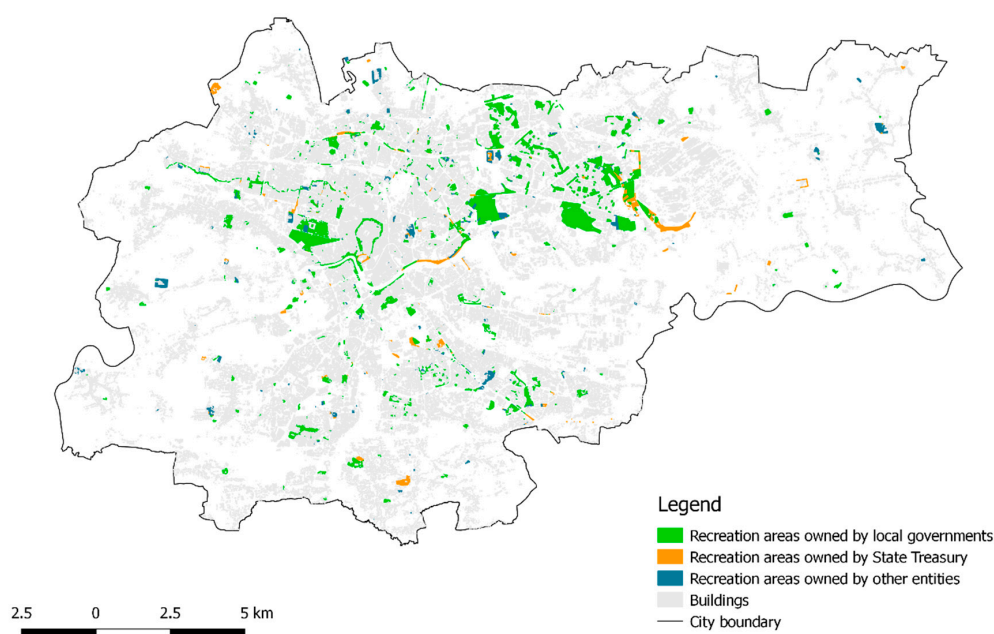 Legend
Recreation areas owned by local governments
Recreation areas owned by State Treasury
Recreation areas owned by other entities
Buildings
City boundary
2.5 0 2.5 5 km